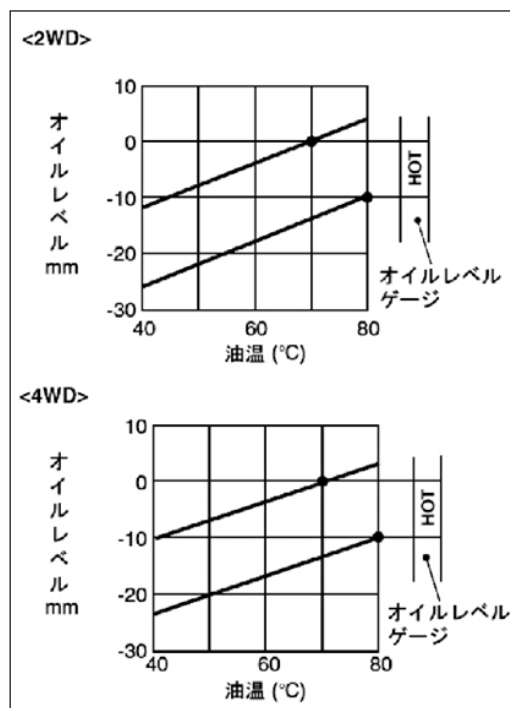 <2WD>
オイルレベル mm
10
0
-10
-20
-30
40
60
80
油温 (℃)
HOT
オイルレベル
ゲージ
<4WD>
オイルレベル mm
10
0
-10
-20
-30
40
60
80
油温 (℃)
HOT
オイルレベル
ゲージ